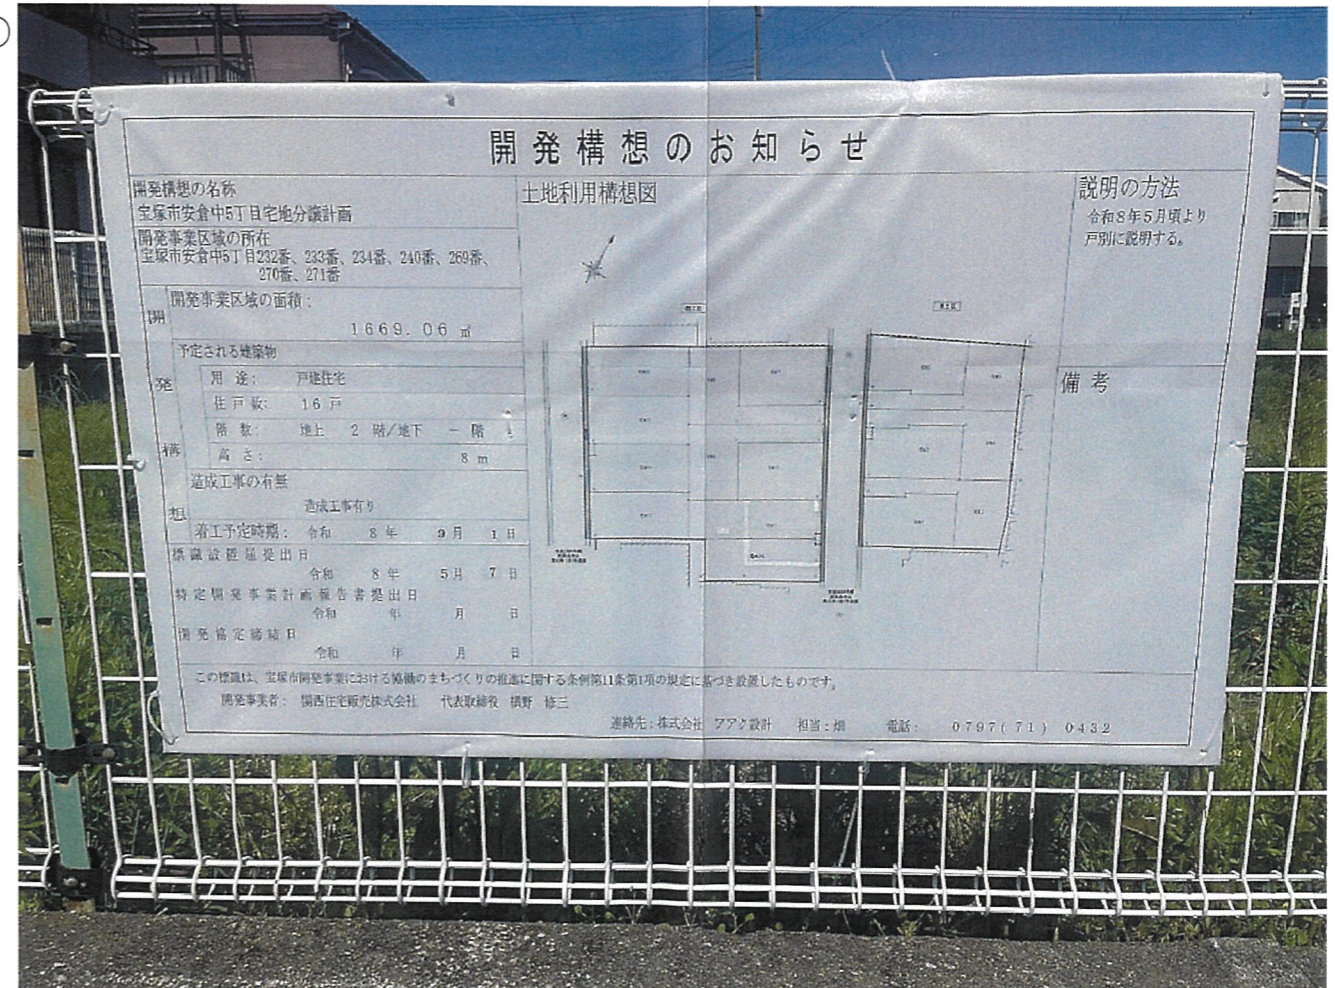 開発構想のお知らせ
開発構想の名称
宝塚市安倉中5丁目宅地分譲計画
開発事業区域の所在
宝塚市安倉中5丁目232番、233番、234番、240番、269番、
270番、271番
開発構想
開発事業区域の面積:
1669.06㎡
予定される建築物
用途: 戸建住宅
住戸数: 16戸
階数: 地上 2 階/地下 ー 階
高さ: 8m
造成工事の有無
造成工事有り
着工予定時期: 令和 8年 9月 1日
標識設置届提出日
令和 8年 5月 7日
特定開発事業計画報告書提出日
令和 年 月 日
開発協定締結日
令和 年 月 日
土地利用構想図
説明の方法
令和8年5月頃より
戸別に説明する。
備考
この標識は、宝塚市開発事業における協働のまちづくりの推進に関する条例第11条第1項の規定に基づき設置したものです。
開発事業者: 関西住宅販売株式会社 代表取締役 横野 修三
連絡先:株式会社 アアク設計 担当:畑 電話: 0797(71)0432